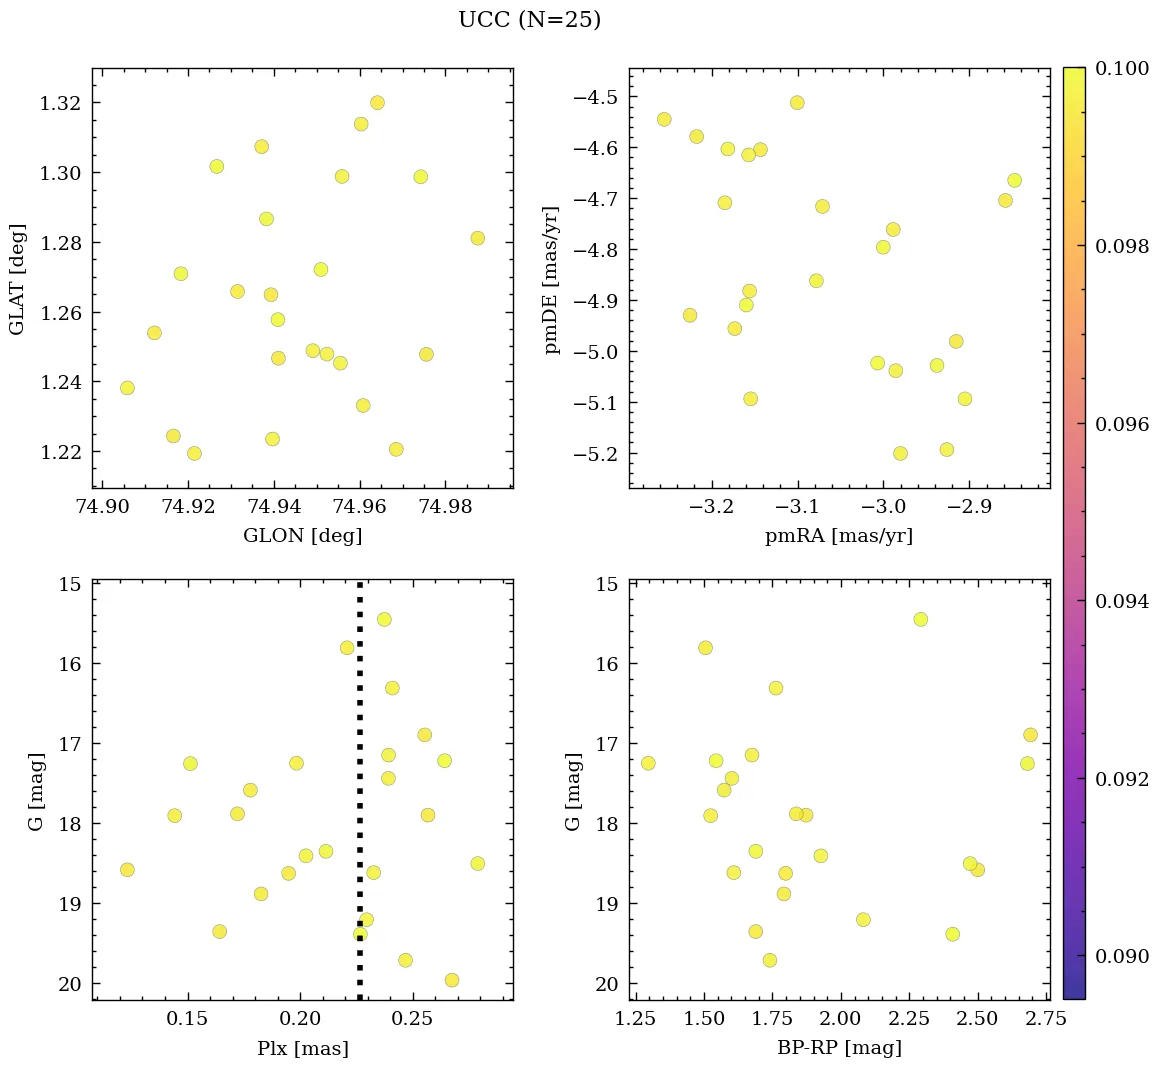 UCC (N=25)
1.32
1.30
1.28
1.26
1.24
1.22
GLAT [deg]
74.90 74.92 74.94 74.96 74.98
GLON [deg]
−4.5
−4.6
−4.7
−4.8
−4.9
−5.0
−5.1
−5.2
pmDE [mas/yr]
−3.2 −3.1 −3.0 −2.9
pmRA [mas/yr]
0.100
0.098
0.096
0.094
0.092
0.090
15
16
17
18
19
20
G [mag]
0.15 0.20 0.25
Plx [mas]
15
16
17
18
19
20
G [mag]
1.25 1.50 1.75 2.00 2.25 2.50 2.75
BP-RP [mag]